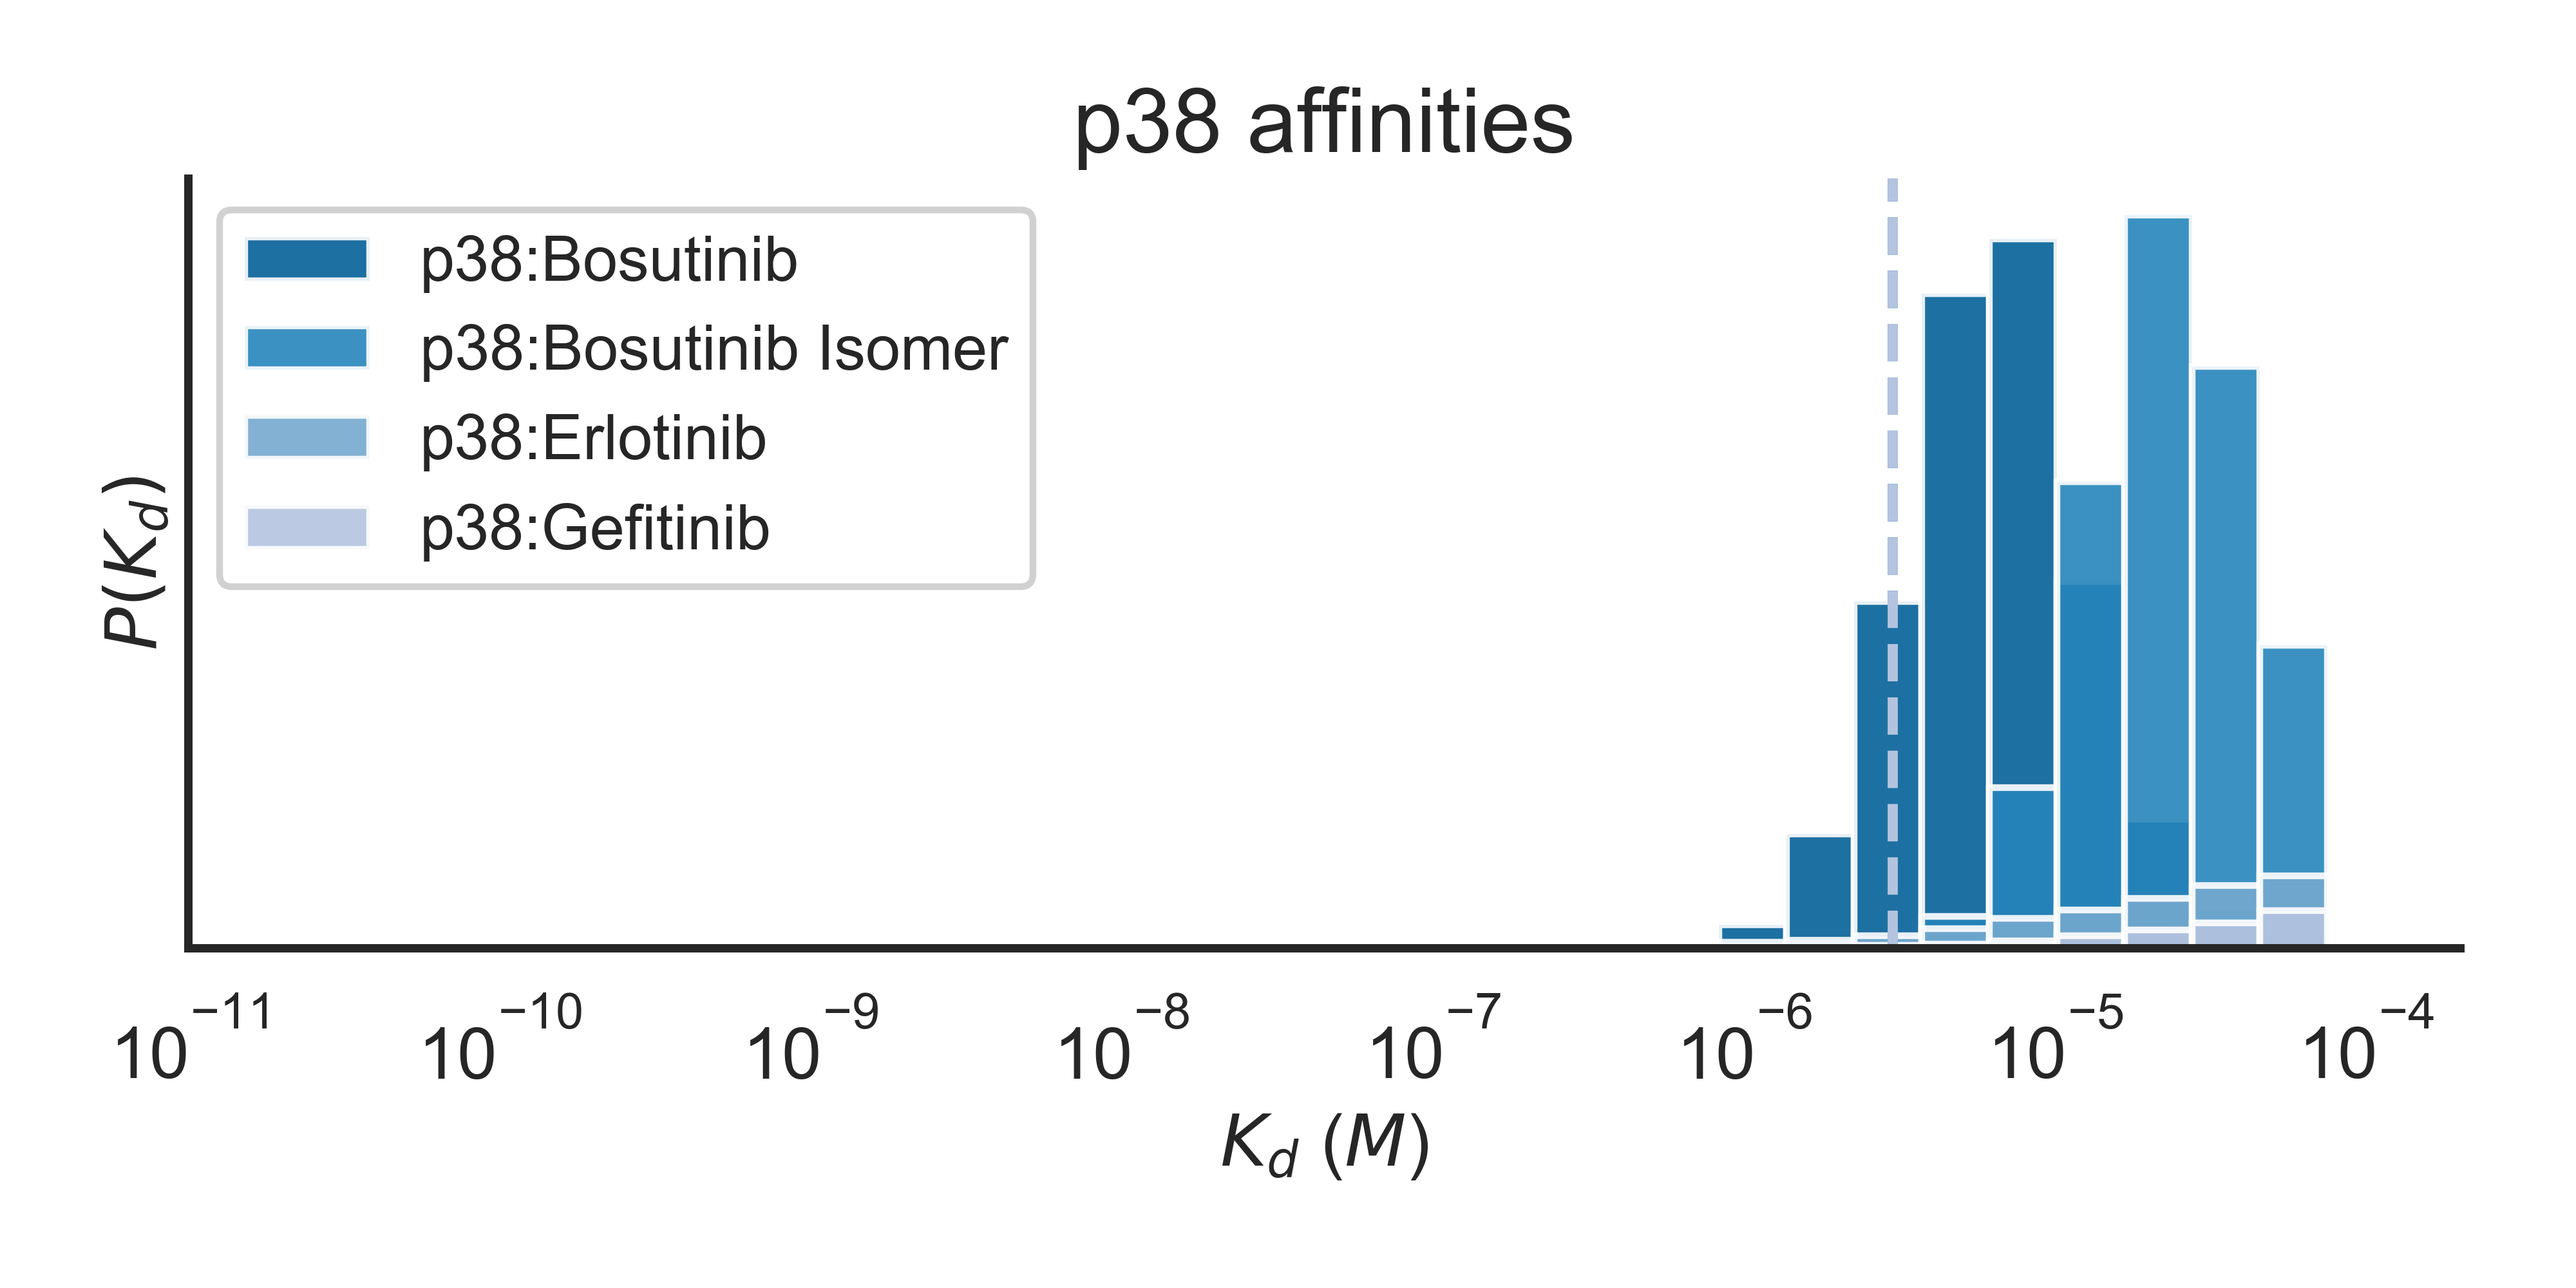 p38 affinities
p38:Bosutinib
p38:Bosutinib Isomer
p38:Erlotinib
p38:Gefitinib
P(K_d)
10^−11 10^−10 10^−9 10^−8 10^−7 10^−6 10^−5 10^−4
K_d (M)